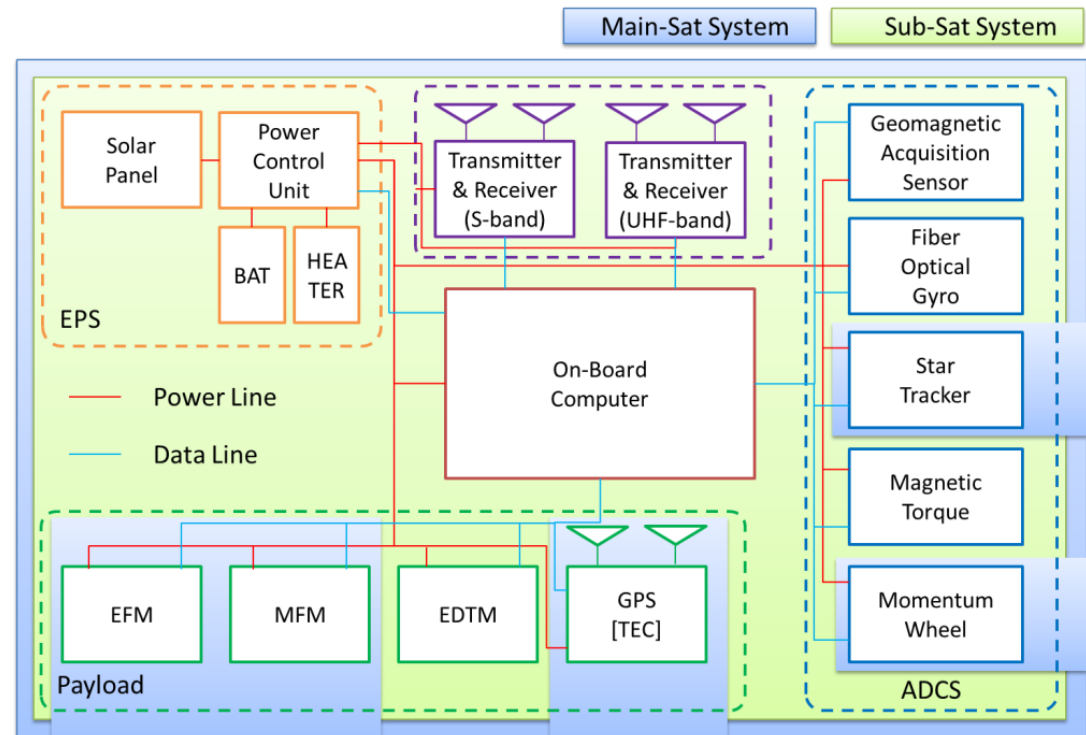 Main-Sat System
Sub-Sat System
Solar
Panel
Power
Control
Unit
BAT
HEA
TER
EPS
Transmitter
& Receiver
(S-band)
Transmitter
& Receiver
(UHF-band)
Geomagnetic
Acquisition
Sensor
Fiber
Optical
Gyro
Star
Tracker
Magnetic
Torque
Momentum
Wheel
ADCS
On-Board
Computer
Power Line
Data Line
EFM
MFM
EDTM
GPS
[TEC]
Payload